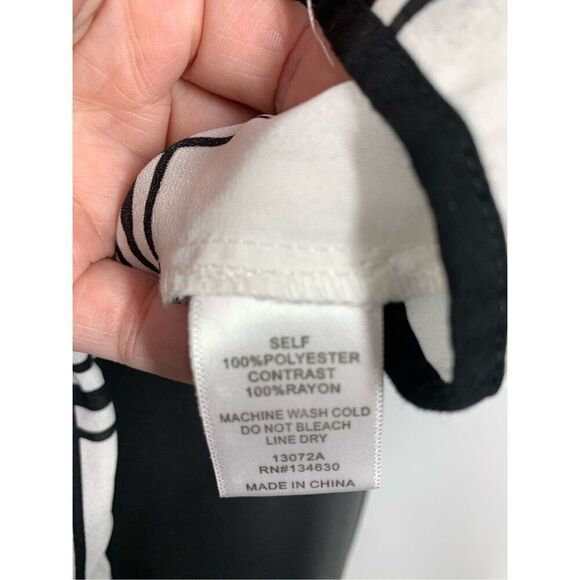 SELF
100%POLYESTER
CONTRAST
100%RAYON
MACHINE WASH COLD
DO NOT BLEACH
LINE DRY
13072A
RN#134630
MADE IN CHINA